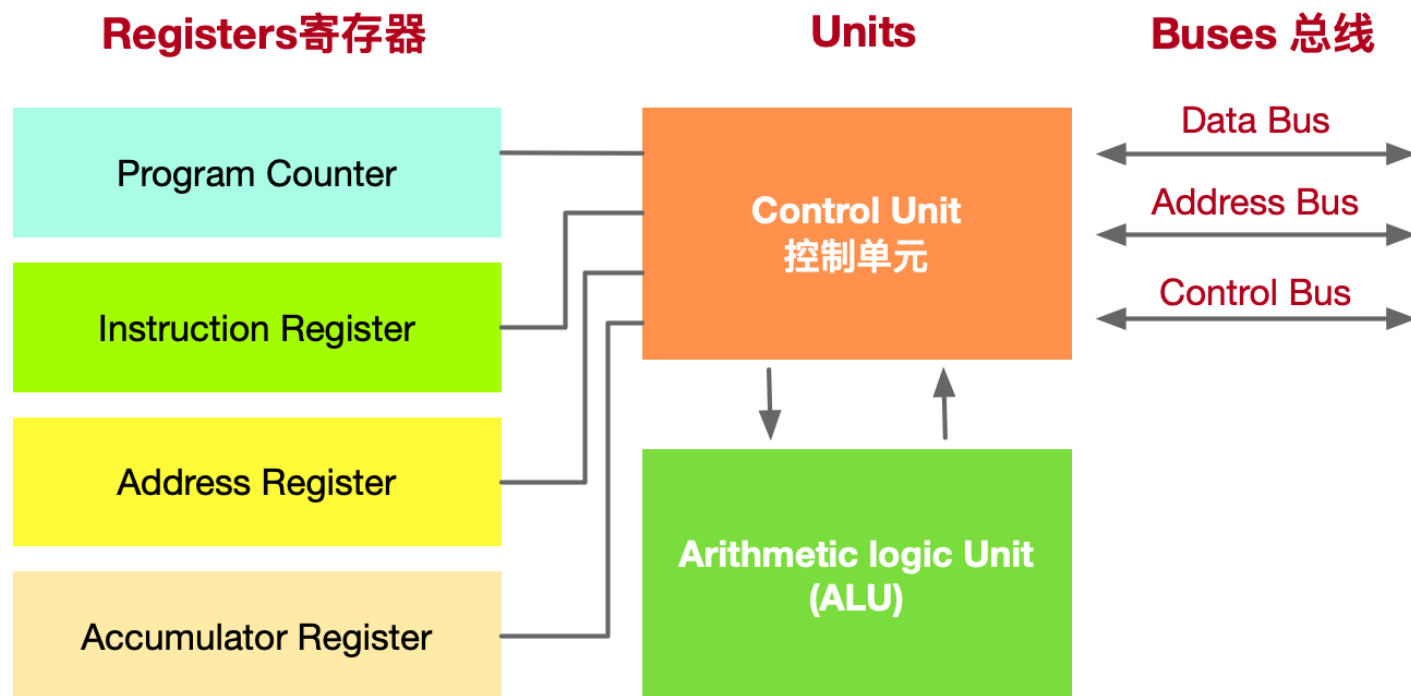 Registers寄存器
Units
Buses 总线
Program Counter
Instruction Register
Address Register
Accumulator Register
Control Unit
控制单元
Arithmetic logic Unit
(ALU)
Data Bus
Address Bus
Control Bus